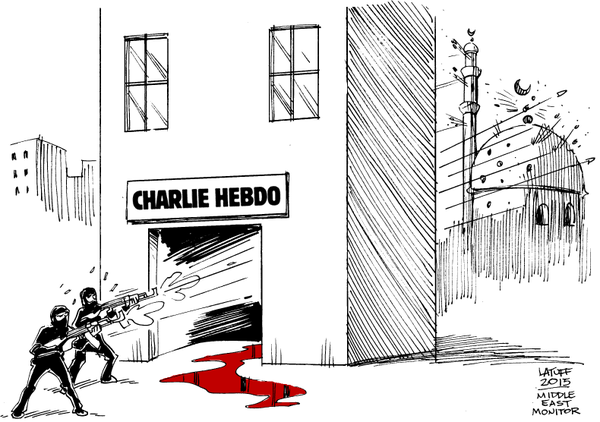 CHARLIE HEBDO
LATUFF
2015
MIDDLE
EAST
MONITOR